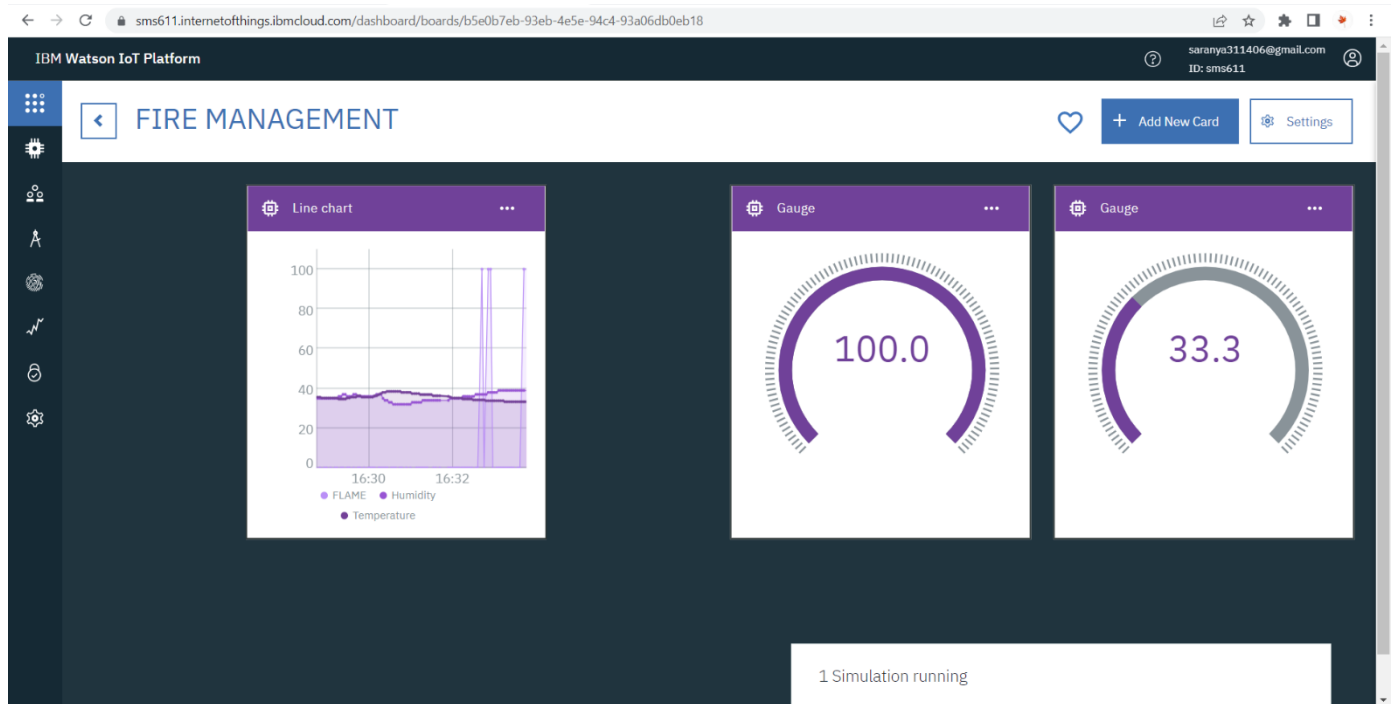 sms611.internetofthings.ibmcloud.com/dashboard/boards/b5e0b7eb-93eb-4e5e-94c4-93a06db0eb18
IBM Watson IoT Platform
saranya311406@gmail.com
ID: sms611
FIRE MANAGEMENT
+ Add New Card
Settings
Line chart
100
80
60
40
20
0
16:30 16:32
FLAME Humidity
Temperature
Gauge
100.0
Gauge
33.3
1 Simulation running